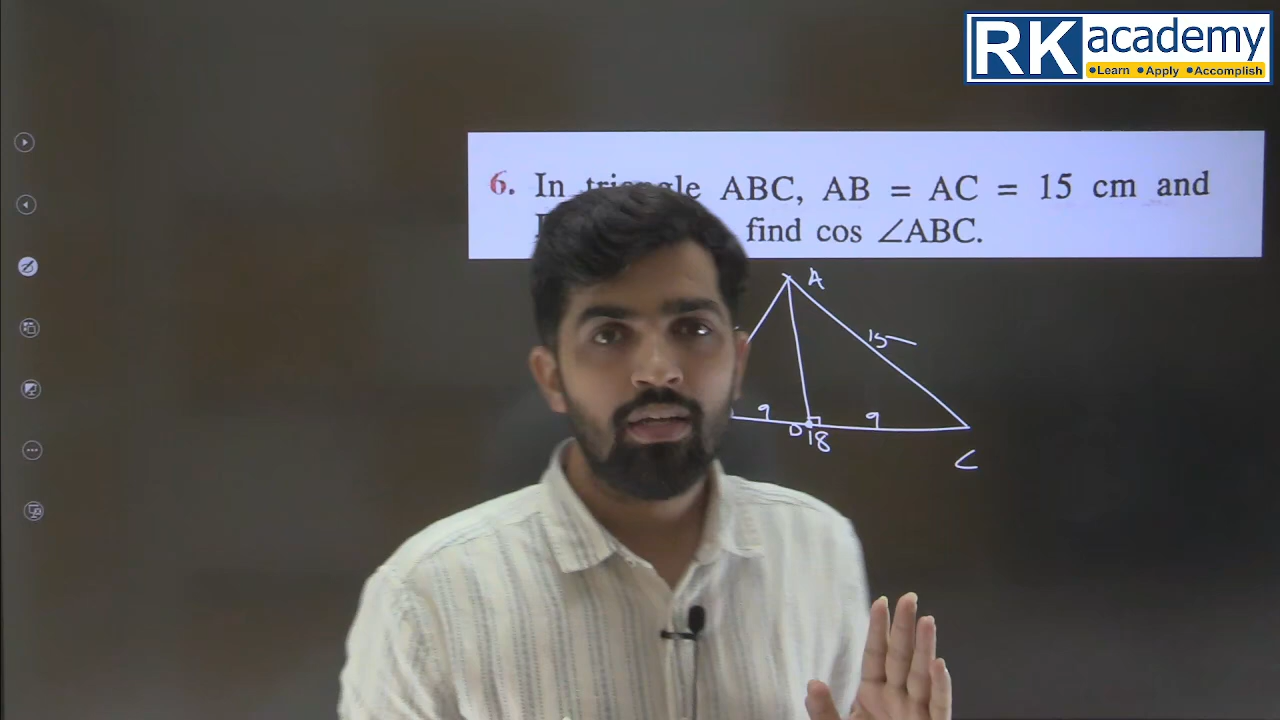 RK academy
•Learn •Apply •Accomplish
6. In triangle ABC, AB = AC = 15 cm and
find cos ∠ABC.
A
15
9 9
D 18
C